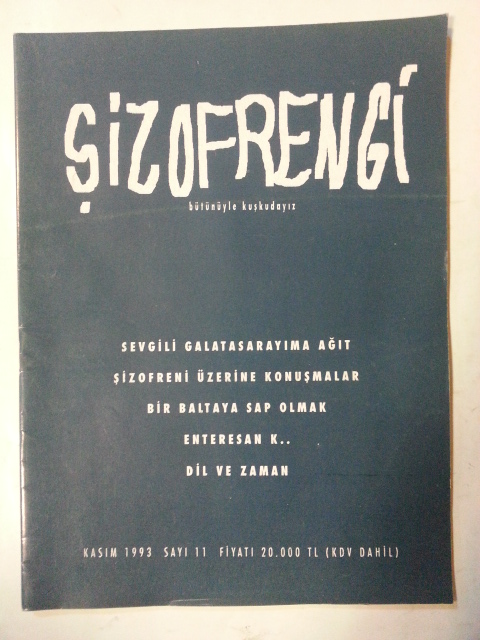 ŞİZOFRENGİ
bütünüyle kuşkudayız
SEVGİLİ GALATASARAYIMA AĞIT
ŞİZOFRENİ ÜZERİNE KONUŞMALAR
BİR BALTAYA SAP OLMAK
ENTERESAN K..
DİL VE ZAMAN
KASIM 1993 SAYI 11 FİYATI 20.000 TL (KDV DAHİL)